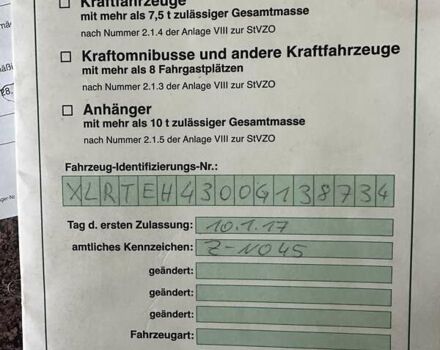 Kraftfahrzeuge
mit mehr als 7,5 t zulässiger Gesamtmasse
nach Nummer 2.1.4 der Anlage VIII zur StVZO
Kraftomnibusse und andere Kraftfahrzeuge
mit mehr als 8 Fahrgastplätzen
nach Nummer 2.1.3 der Anlage VIII zur StVZO
Anhänger
mit mehr als 10 t zulässiger Gesamtmasse
nach Nummer 2.1.5 der Anlage VIII zur StVZO
Fahrzeug-Identifizierungs-Nr.:
XLRTEH4300G138734
Tag d. ersten Zulassung: 10.1.17
amtliches Kennzeichen: Z-NO45
geändert:
geändert:
geändert:
Fahrzeugart: